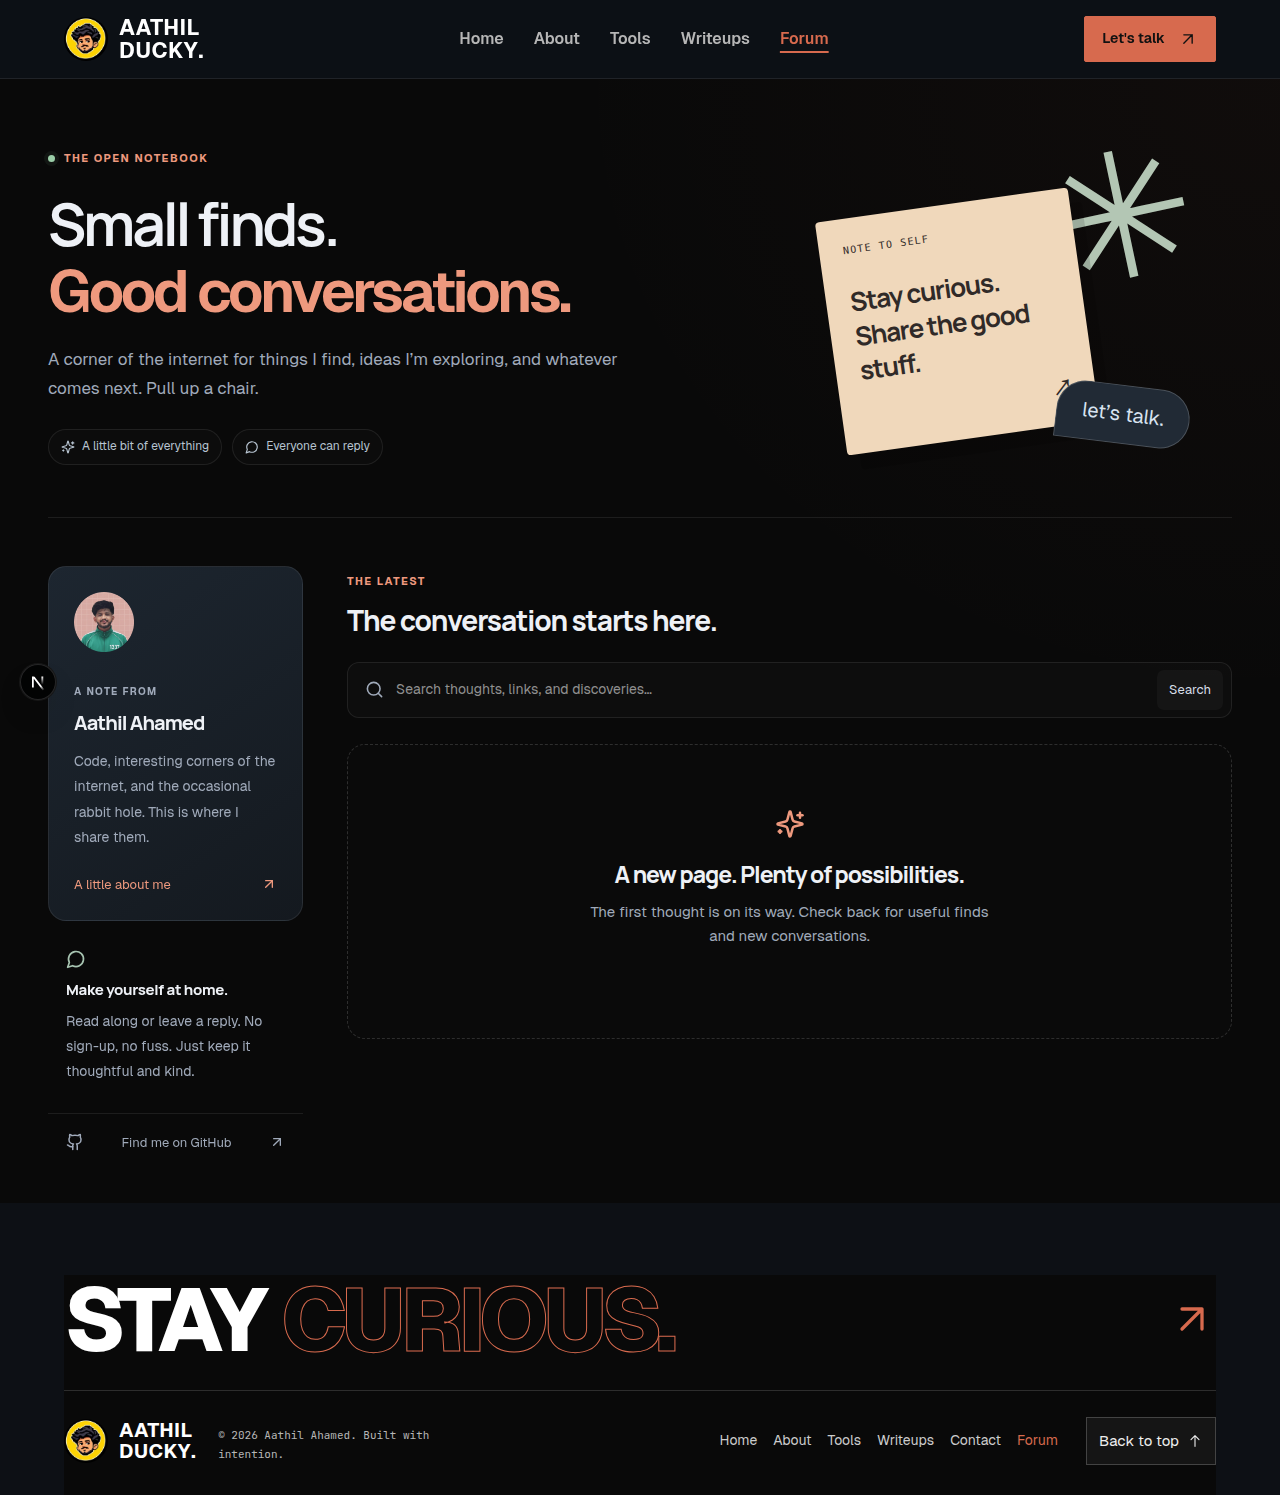 AATHIL
DUCKY.
Home About Tools Writeups Forum
Let's talk
THE OPEN NOTEBOOK
Small finds.
Good conversations.
A corner of the internet for things I find, ideas I’m exploring, and whatever
comes next. Pull up a chair.
A little bit of everything
Everyone can reply
NOTE TO SELF
Stay curious.
Share the good
stuff.
let’s talk.
A NOTE FROM
Aathil Ahamed
Code, interesting corners of the
internet, and the occasional
rabbit hole. This is where I
share them.
A little about me
Make yourself at home.
Read along or leave a reply. No
sign-up, no fuss. Just keep it
thoughtful and kind.
Find me on GitHub
THE LATEST
The conversation starts here.
Search thoughts, links, and discoveries…
Search
A new page. Plenty of possibilities.
The first thought is on its way. Check back for useful finds
and new conversations.
STAY CURIOUS.
AATHIL
DUCKY.
© 2026 Aathil Ahamed. Built with
intention.
Home About Tools Writeups Contact Forum
Back to top